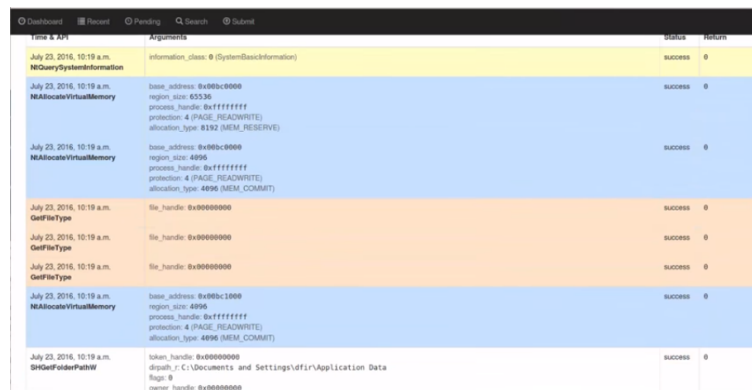 Dashboard Recent Pending Search Submit
Time & API Arguments Status Return
July 23, 2016, 10:19 a.m. information_class: 0 (SystemBasicInformation) success 0
NtQuerySystemInformation
July 23, 2016, 10:19 a.m. base_address: 0x00bc0000 success 0
NtAllocateVirtualMemory region_size: 65536
process_handle: 0xffffffff
protection: 4 (PAGE_READWRITE)
allocation_type: 8192 (MEM_RESERVE)
July 23, 2016, 10:19 a.m. base_address: 0x00bc0000 success 0
NtAllocateVirtualMemory region_size: 4096
process_handle: 0xffffffff
protection: 4 (PAGE_READWRITE)
allocation_type: 4096 (MEM_COMMIT)
July 23, 2016, 10:19 a.m. file_handle: 0x00000000 success 0
GetFileType
July 23, 2016, 10:19 a.m. file_handle: 0x00000000 success 0
GetFileType
July 23, 2016, 10:19 a.m. file_handle: 0x00000000 success 0
GetFileType
July 23, 2016, 10:19 a.m. base_address: 0x00bc1000 success 0
NtAllocateVirtualMemory region_size: 4096
process_handle: 0xffffffff
protection: 4 (PAGE_READWRITE)
allocation_type: 4096 (MEM_COMMIT)
July 23, 2016, 10:19 a.m. token_handle: 0x00000000 success 0
SHGetFolderPathW dirpath_r: C:\Documents and Settings\dfir\Application Data
flags: 0
owner_handle: 0x00000000